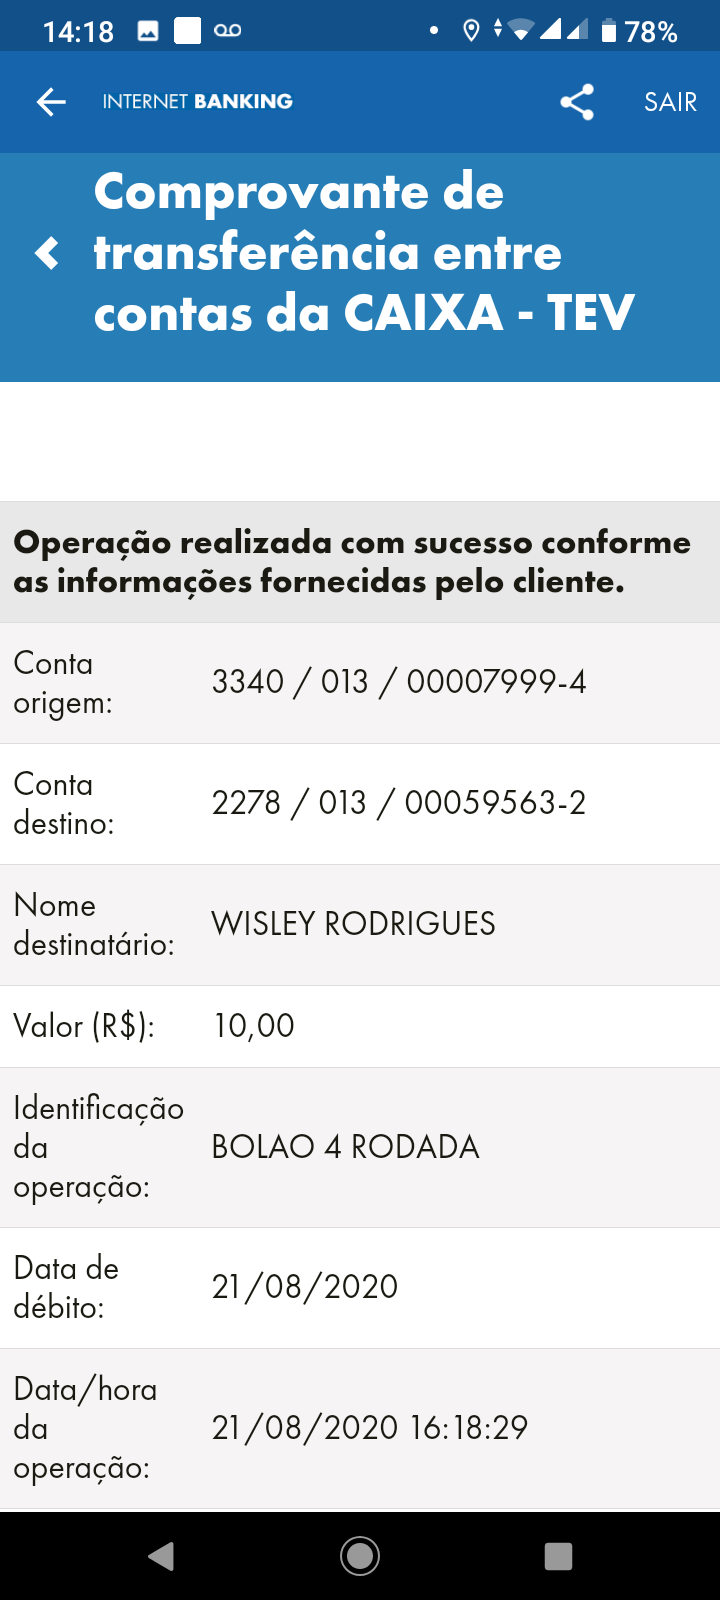 14:18
78%
INTERNET BANKING
SAIR
Comprovante de
transferência entre
contas da CAIXA - TEV
Operação realizada com sucesso conforme
as informações fornecidas pelo cliente.
Conta
origem:
3340 / 013 / 00007999-4
Conta
destino:
2278 / 013 / 00059563-2
Nome
destinatário:
WISLEY RODRIGUES
Valor (R$):
10,00
Identificação
da
operação:
BOLAO 4 RODADA
Data de
débito:
21/08/2020
Data/hora
da
operação:
21/08/2020 16:18:29